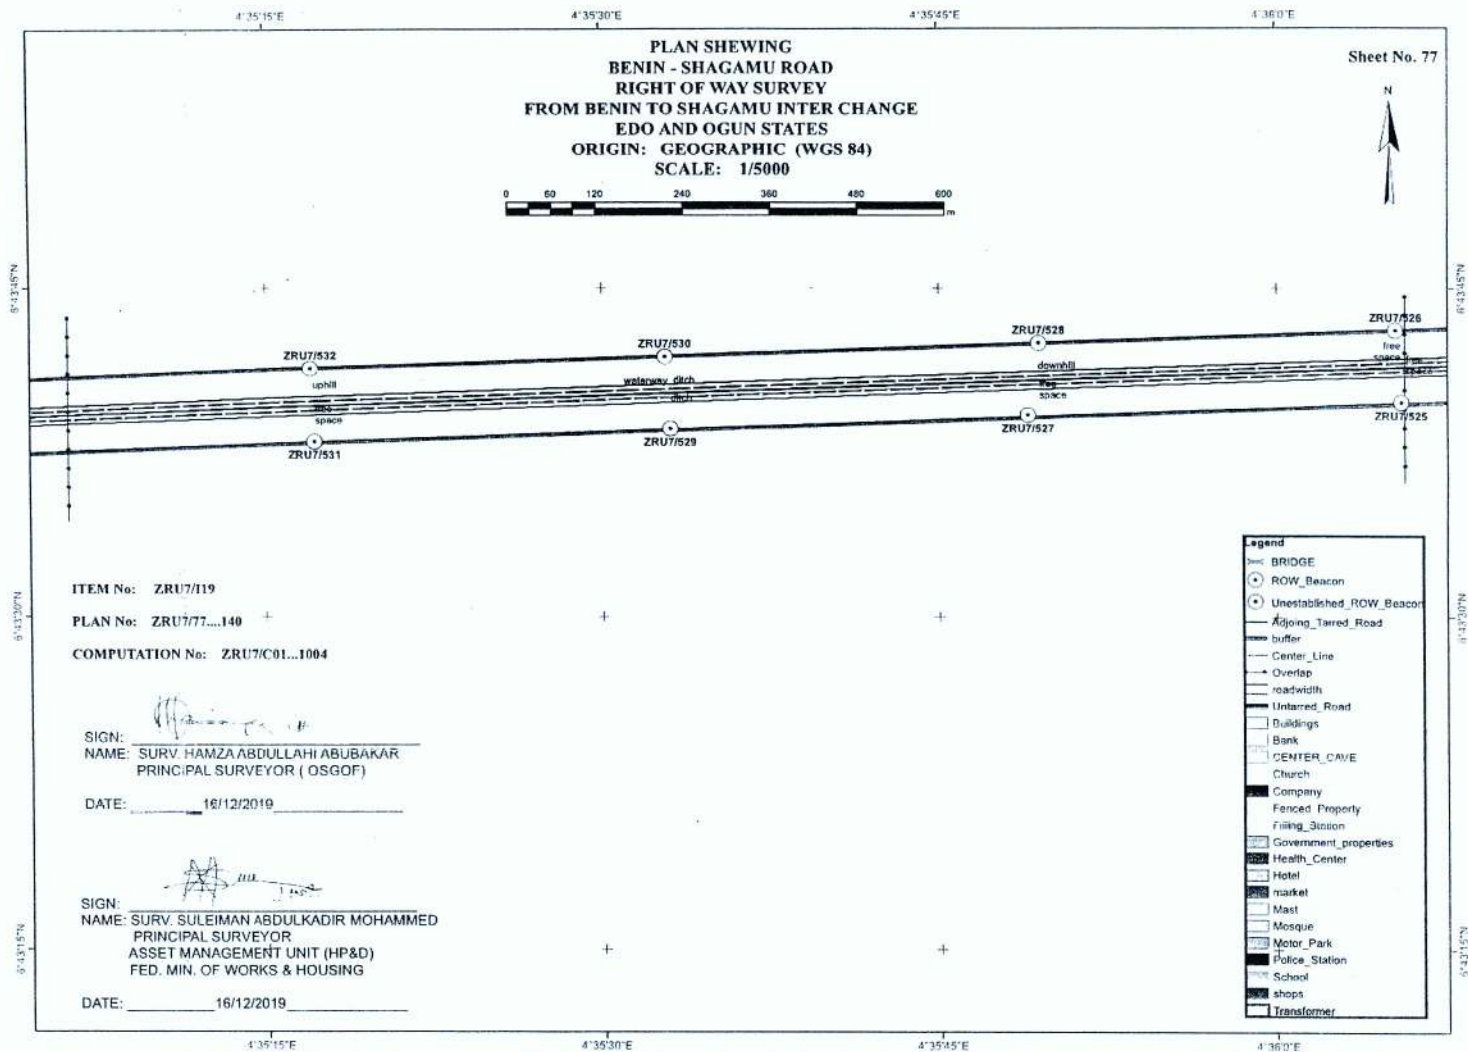 4°35'15"E
4°35'30"E
4°35'45"E
4°36'0"E
PLAN SHEWING
BENIN - SHAGAMU ROAD
RIGHT OF WAY SURVEY
FROM BENIN TO SHAGAMU INTER CHANGE
EDO AND OGUN STATES
ORIGIN: GEOGRAPHIC (WGS 84)
SCALE: 1/5000
Sheet No. 77
N
0 60 120 240 360 480 600
m
6°43'45"N
6°43'45"N
ZRU7/532
ZRU7/530
ZRU7/528
ZRU7/526
uphill
waterway ditch
downhill
free
space
free
space
ditch
free
space
space
ZRU7/531
ZRU7/529
ZRU7/527
ZRU7/525
6°43'30"N
6°43'30"N
ITEM No: ZRU7/I19
PLAN No: ZRU7/77....140
COMPUTATION No: ZRU7/C01...1004
SIGN:
NAME: SURV. HAMZA ABDULLAHI ABUBAKAR
PRINCIPAL SURVEYOR ( OSGOF)
DATE: 16/12/2019
SIGN:
NAME: SURV. SULEIMAN ABDULKADIR MOHAMMED
PRINCIPAL SURVEYOR
ASSET MANAGEMENT UNIT (HP&D)
FED. MIN. OF WORKS & HOUSING
DATE: 16/12/2019
Legend
BRIDGE
ROW_Beacon
Unestablished_ROW_Beacon
Adjoing_Tarred_Road
buffer
Center_Line
Overlap
roadwidth
Untarred_Road
Buildings
Bank
CENTER_CAVE
Church
Company
Fenced_Property
Filling_Station
Government_properties
Health_Center
Hotel
market
Mast
Mosque
Motor_Park
Police_Station
School
shops
Transformer
6°43'15"N
6°43'15"N
4°35'15"E
4°35'30"E
4°35'45"E
4°36'0"E